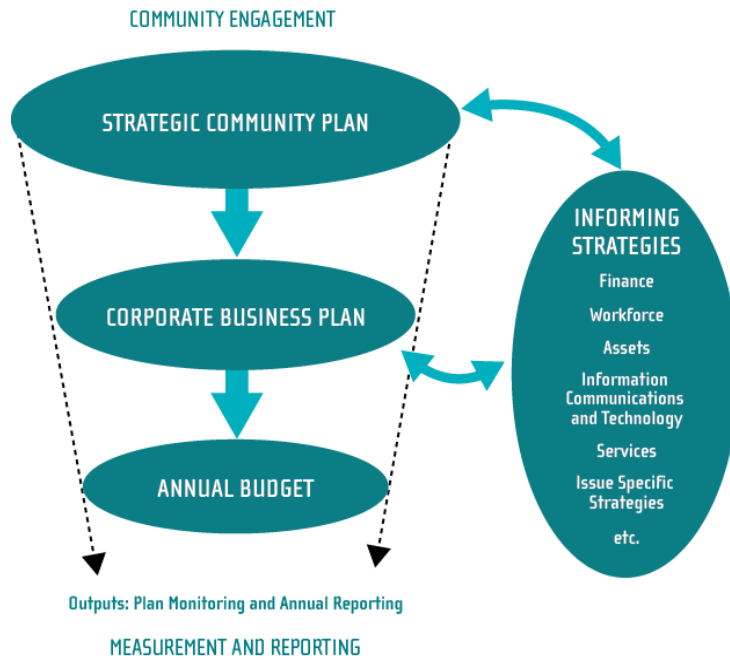 COMMUNITY ENGAGEMENT
STRATEGIC COMMUNITY PLAN
CORPORATE BUSINESS PLAN
ANNUAL BUDGET
INFORMING
STRATEGIES
Finance
Workforce
Assets
Information
Communications
and Technology
Services
Issue Specific
Strategies
etc.
Outputs: Plan Monitoring and Annual Reporting
MEASUREMENT AND REPORTING